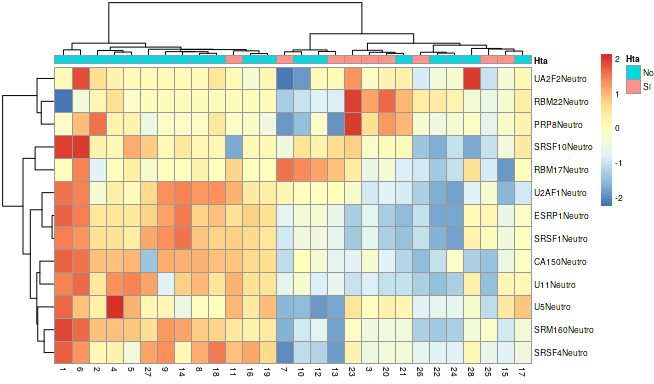 Hta
UA2F2Neutro
RBM22Neutro
PRP8Neutro
SRSF10Neutro
RBM17Neutro
U2AF1Neutro
ESRP1Neutro
SRSF1Neutro
CA150Neutro
U11Neutro
U5Neutro
SRM160Neutro
SRSF4Neutro
1 6 2 4 5 27 9 14 8 18 11 16 19 7 10 12 13 23 3 20 21 26 22 24 28 25 15 17
2
1
0
-1
-2
Hta
No
SI